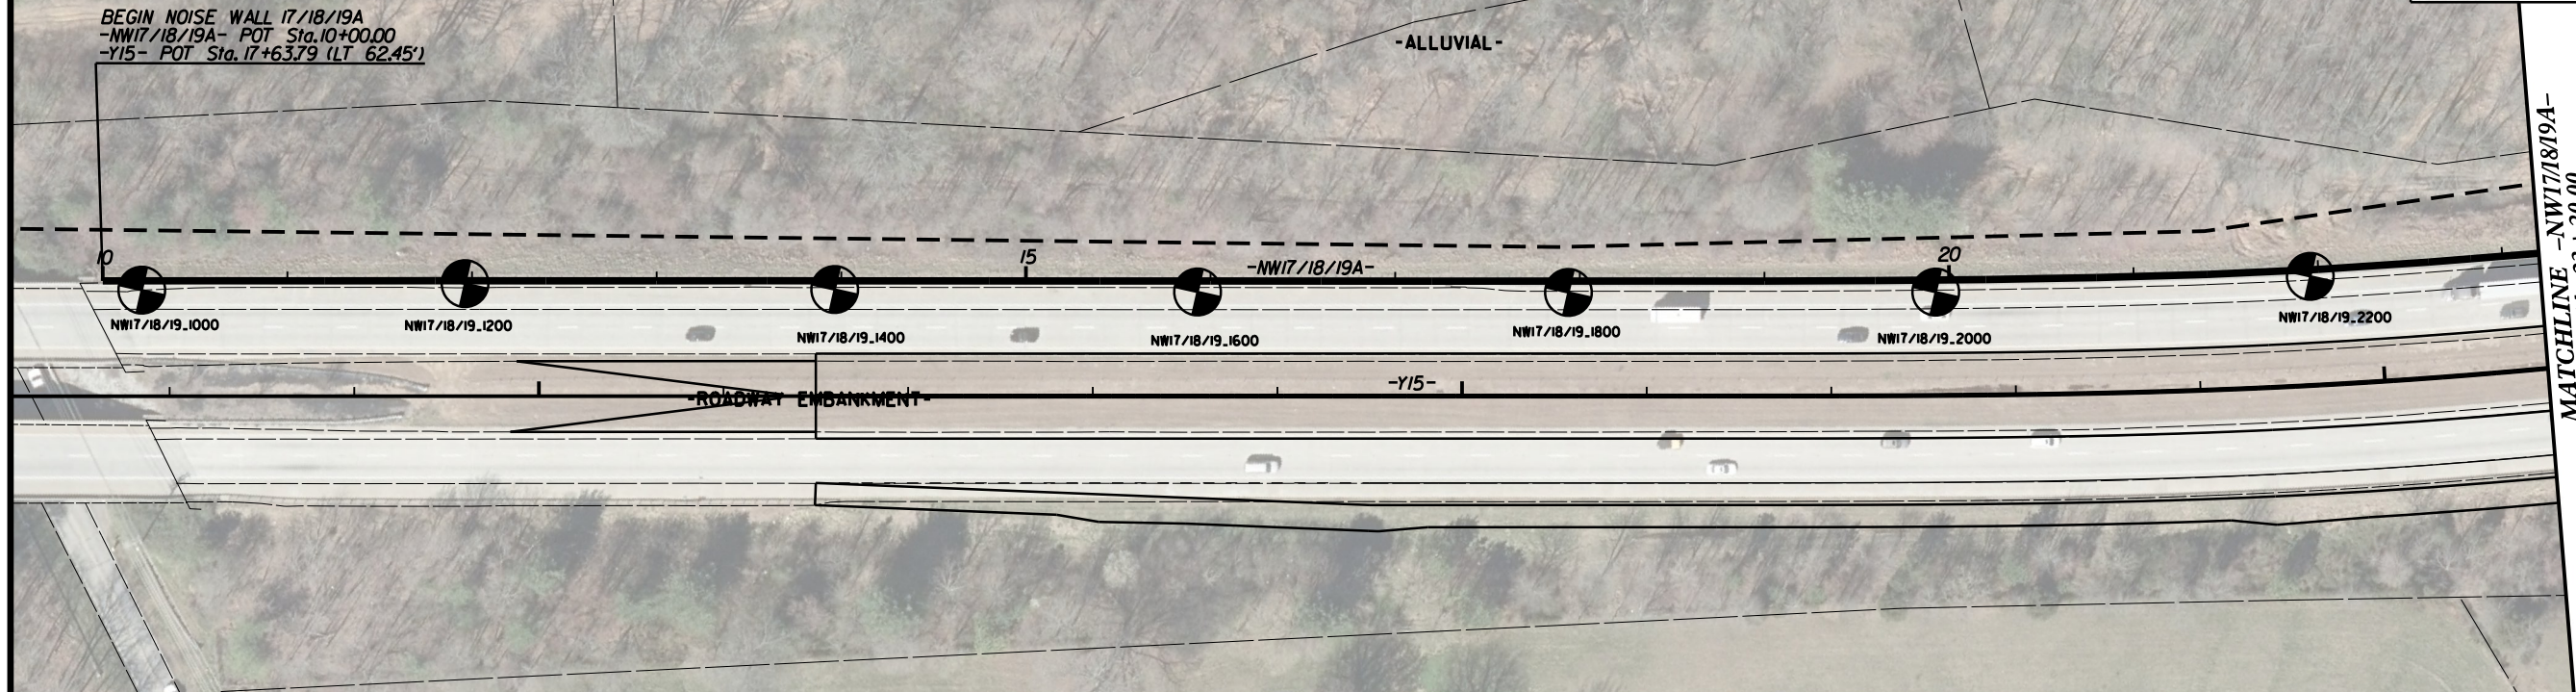 BEGIN NOISE WALL 17/18/19A
-NW17/18/19A- POT Sta.10+00.00
-Y15- POT Sta.17+63.79 (LT 62.45')
-ALLUVIAL-
10
15
-NW17/18/19A-
20
NW17/18/19_1000
NW17/18/19_1200
NW17/18/19_1400
NW17/18/19_1600
NW17/18/19_1800
NW17/18/19_2000
NW17/18/19_2200
-Y15-
-ROADWAY EMBANKMENT-
MATCHLINE -NW17/18/19A-